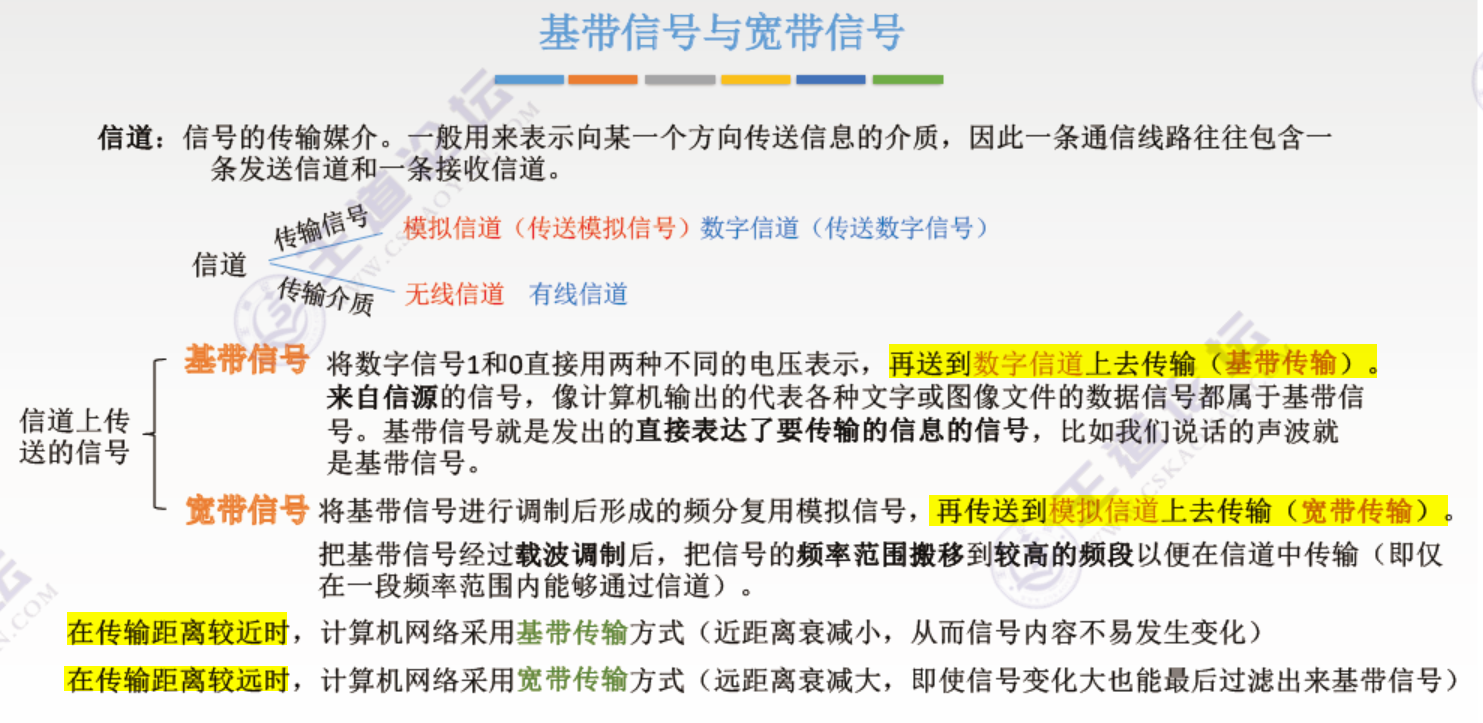 基带信号与宽带信号
信道：信号的传输媒介。一般用来表示向某一个方向传送信息的介质，因此一条通信线路往往包含一
条发送信道和一条接收信道。
传输信号
模拟信道（传送模拟信号）数字信道（传送数字信号）
信道
传输介质
无线信道 有线信道
基带信号 将数字信号1和0直接用两种不同的电压表示，再送到数字信道上去传输（基带传输）。
来自信源的信号，像计算机输出的代表各种文字或图像文件的数据信号都属于基带信
号。基带信号就是发出的直接表达了要传输的信息的信号，比如我们说话的声波就
是基带信号。
信道上传
送的信号
宽带信号 将基带信号进行调制后形成的频分复用模拟信号，再传送到模拟信道上去传输（宽带传输）。
把基带信号经过载波调制后，把信号的频率范围搬移到较高的频段以便在信道中传输（即仅
在一段频率范围内能够通过信道）。
在传输距离较近时，计算机网络采用基带传输方式（近距离衰减小，从而信号内容不易发生变化）
在传输距离较远时，计算机网络采用宽带传输方式（远距离衰减大，即使信号变化大也能最后过滤出来基带信号）
王道论坛